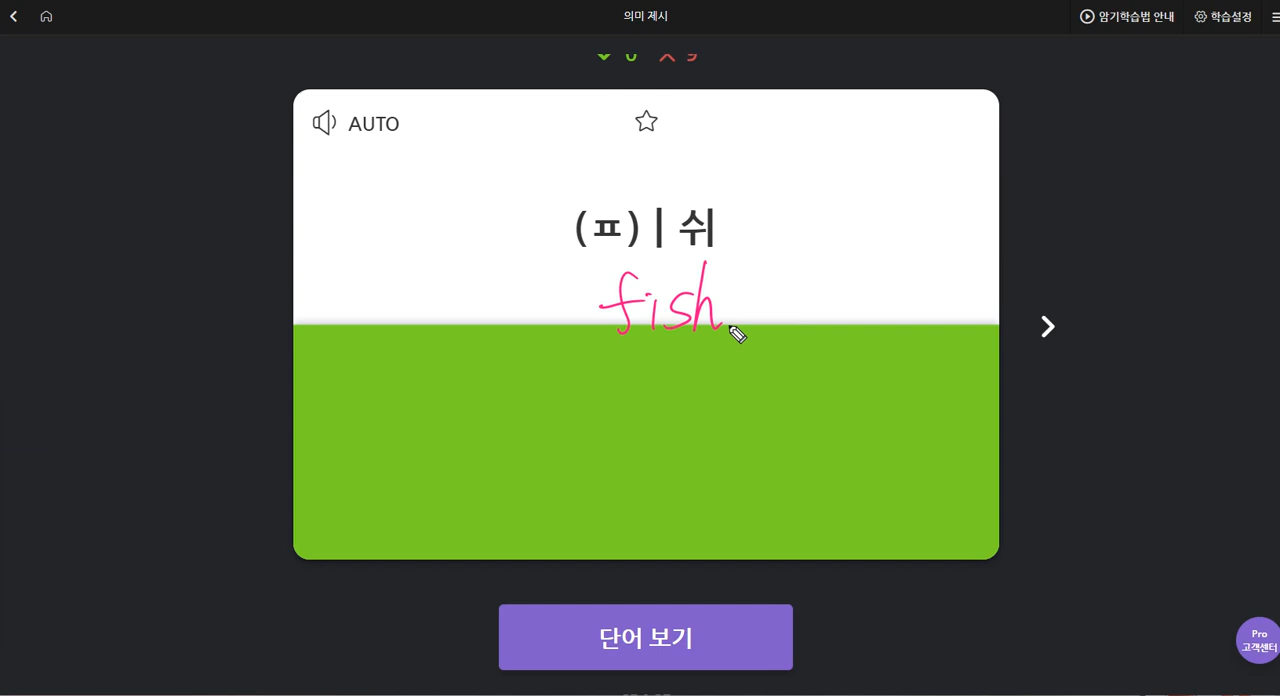 의미 제시
암기학습법 안내
학습설정
AUTO
(ㅍ)ㅣ쉬
fish
단어 보기
Pro
고객센터